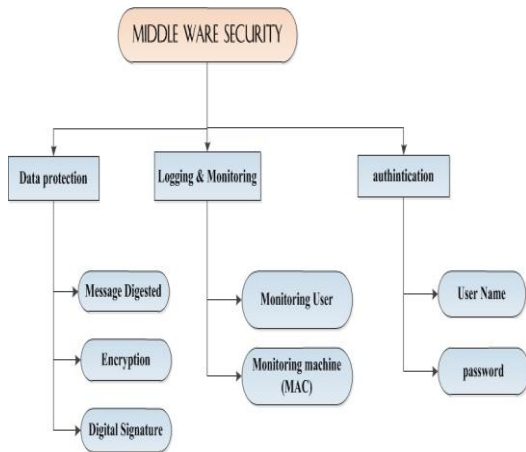 MIDDLE WARE SECURITY
Data protection
Logging & Monitoring
authintication
Message Digested
Encryption
Digital Signature
Monitoring User
Monitoring machine
(MAC)
User Name
password